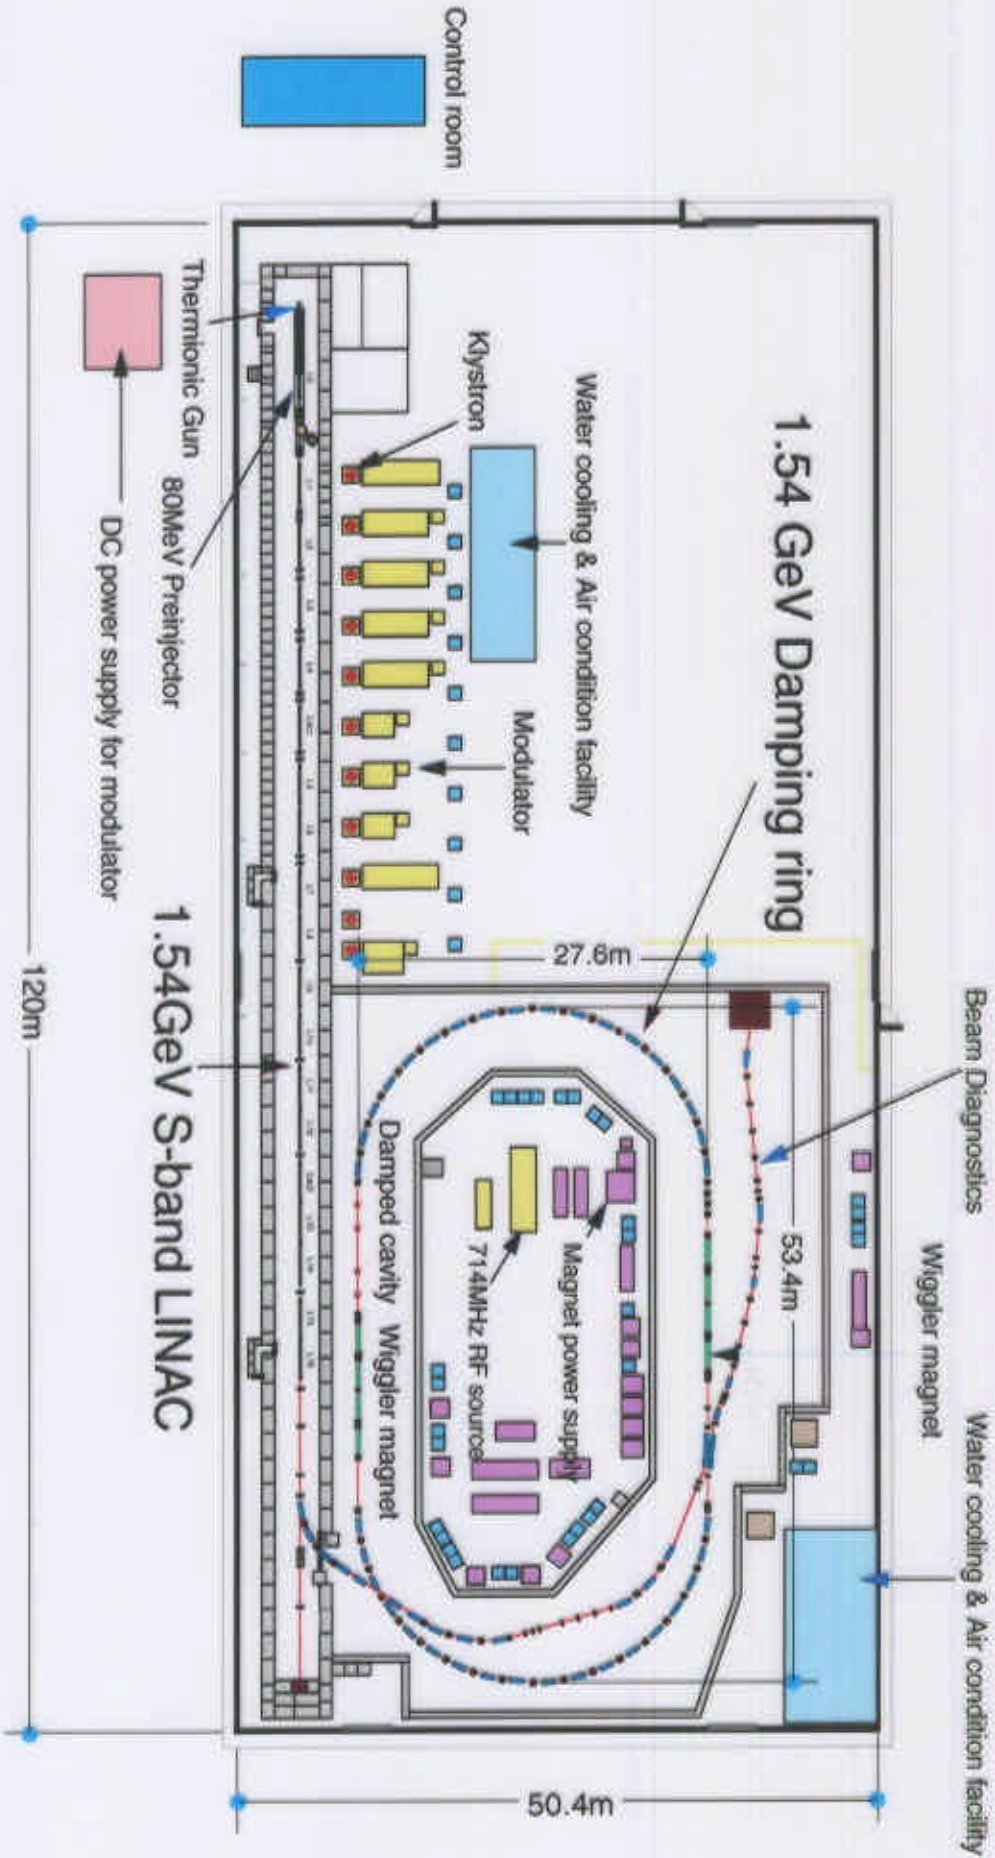 Control room
Water cooling & Air condition facility
1.54 GeV Damping ring
Klystron
Modulator
27.6m
Beam Diagnostics
53.4m
Wiggler magnet
Water cooling & Air condition facility
Magnet power supply
714MHz RF source
Damped cavity
Wiggler magnet
Thermionic Gun
80MeV Preinjector
DC power supply for modulator
1.54GeV S-band LINAC
120m
50.4m